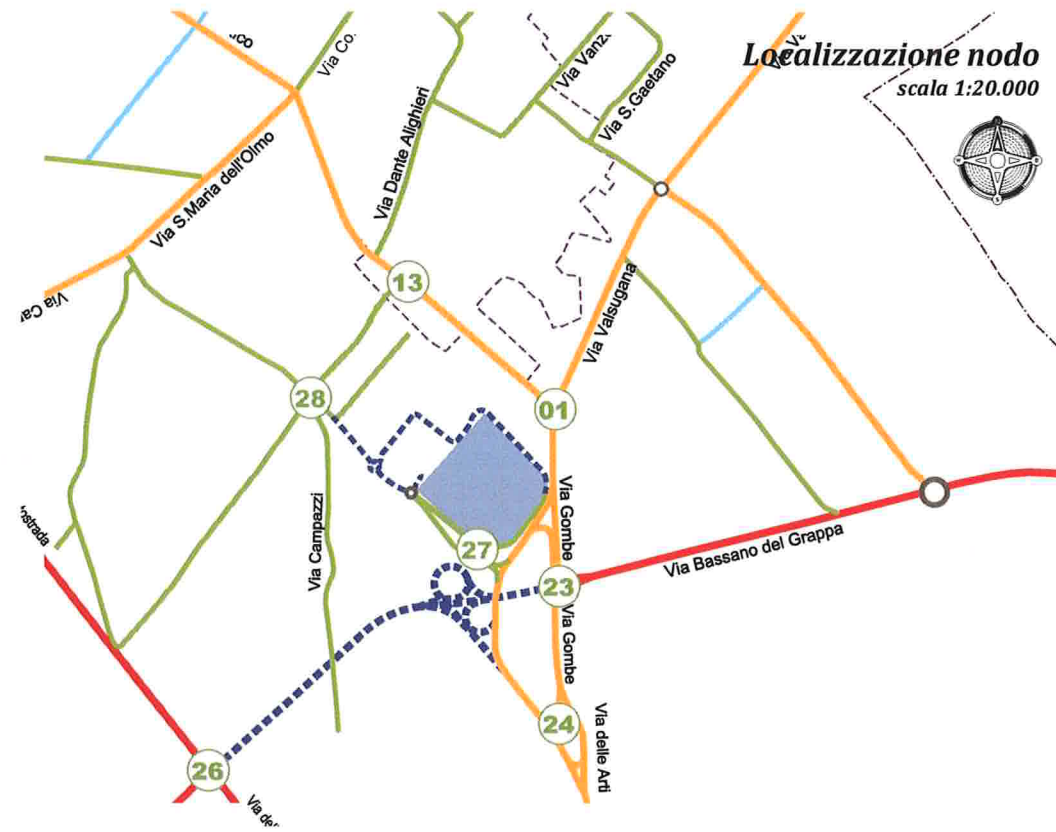 Localizzazione nodo
scala 1:20.000
Via Co.
Via Vanz
Via S.Gaetano
Via Dante Alighieri
Via S.Maria dell'Olmo
13
Via Valsugana
28
01
Via Gombe
Via Campazzi
27
Via Bassano del Grappa
23
Via Gombe
24
Via delle Arti
26